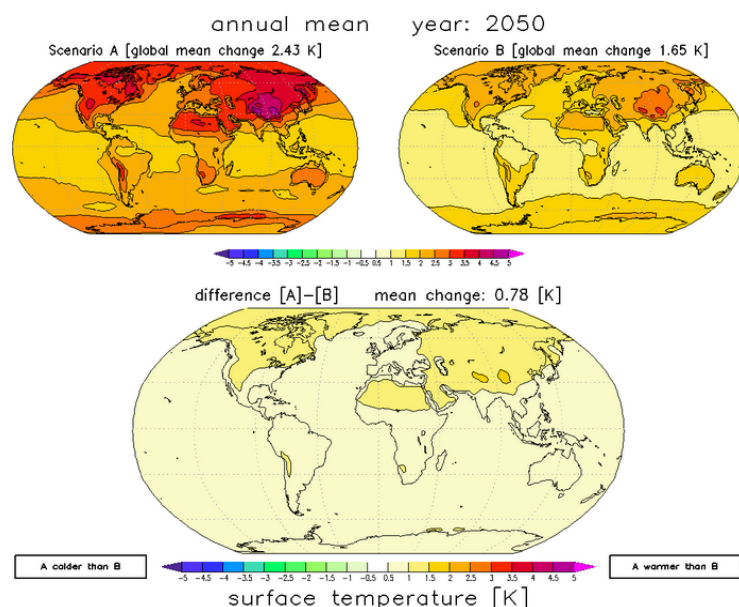 annual mean year: 2050
Scenario A [global mean change 2.43 K]
Scenario B [global mean change 1.65 K]
-5 -4.5 -4 -3.5 -3 -2.5 -2 -1.5 -1 -0.5 0.5 1 1.5 2 2.5 3 3.5 4 4.5 5
difference [A]-[B] mean change: 0.78 [K]
A colder than B
-5 -4.5 -4 -3.5 -3 -2.5 -2 -1.5 -1 -0.5 0.5 1 1.5 2 2.5 3 3.5 4 4.5 5
A warmer than B
surface temperature [K]